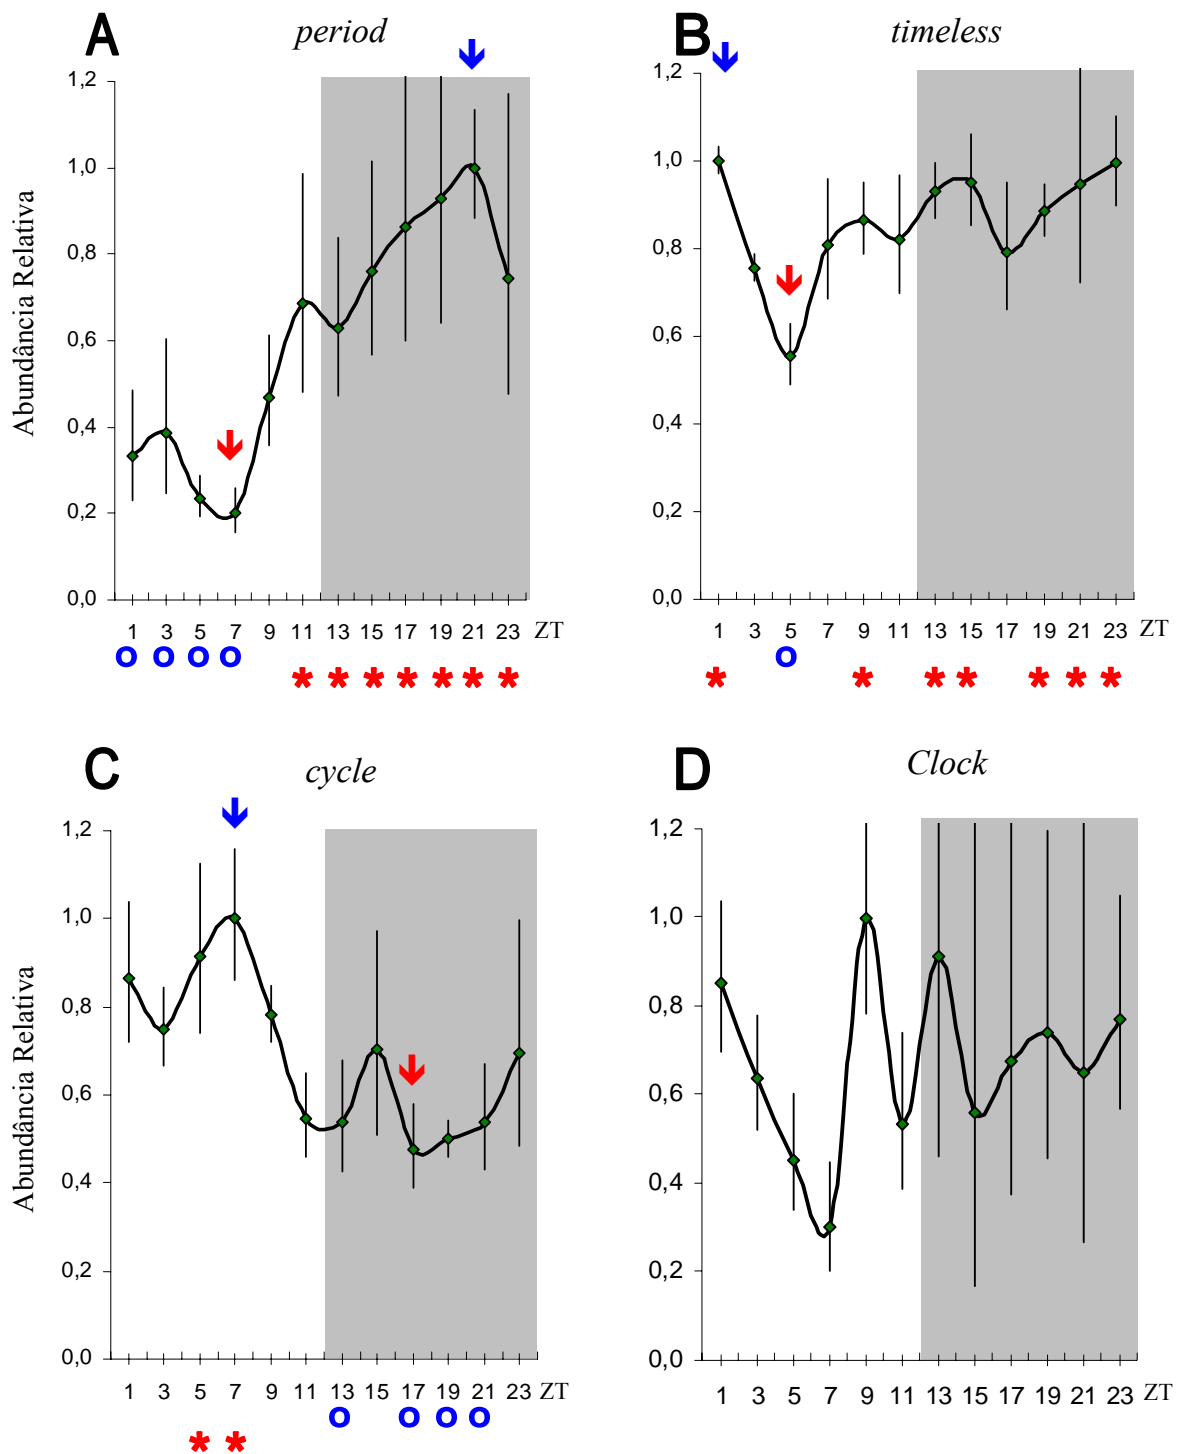 A period
1,2
1,0
0,8
0,6
0,4
0,2
0,0
Abundância Relativa
1 3 5 7 9 11 13 15 17 19 21 23 ZT
o o o o
* * * * * * *
B timeless
1,2
1,0
0,8
0,6
0,4
0,2
0,0
1 3 5 7 9 11 13 15 17 19 21 23 ZT
o
* * * * * * *
C cycle
1,2
1,0
0,8
0,6
0,4
0,2
0,0
Abundância Relativa
1 3 5 7 9 11 13 15 17 19 21 23 ZT
o o o o
* *
D Clock
1,2
1,0
0,8
0,6
0,4
0,2
0,0
1 3 5 7 9 11 13 15 17 19 21 23 ZT